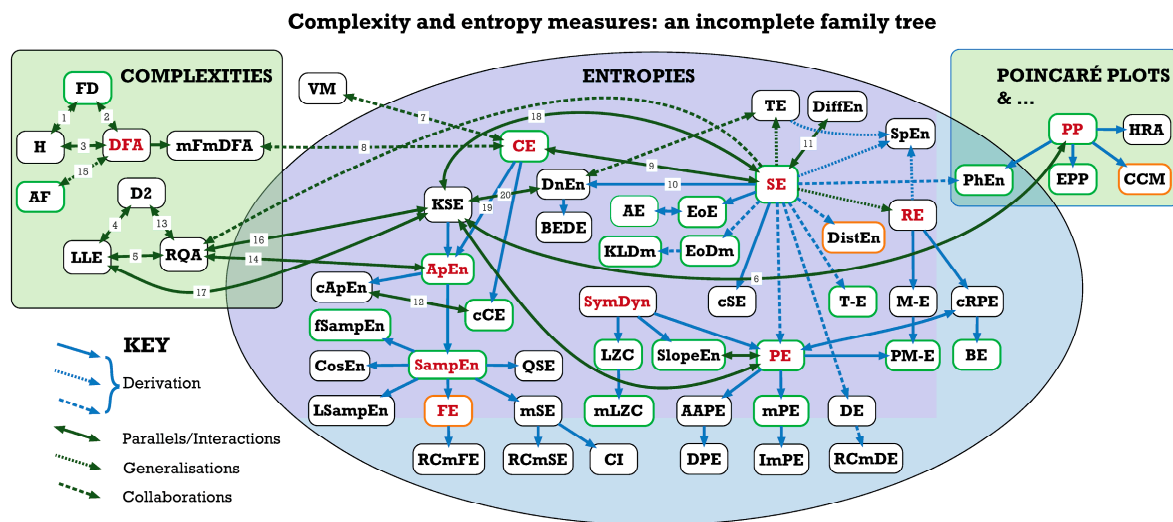 Complexity and entropy measures: an incomplete family tree
COMPLEXITIES
ENTROPIES
POINCARÉ PLOTS
& ...
FD
VM
TE
DiffEn
1
2
7
18
SpEn
PP
HRA
H
3
DFA
mFmDFA
8
CE
11
15
9
AF
D2
DnEn
10
SE
PhEn
EPP
CCM
4
13
KSE
19
20
BEDE
AE
EoE
RE
16
KLDm
EoDm
DistEn
LLE
5
RQA
14
ApEn
6
17
cApEn
12
cCE
cSE
SymDyn
T-E
M-E
cRPE
fSampEn
KEY
CosEn
SampEn
QSE
LZC
SlopeEn
PE
PM-E
BE
Derivation
LSampEn
FE
mSE
mLZC
AAPE
mPE
DE
Parallels/Interactions
RCmFE
RCmSE
CI
DPE
ImPE
RCmDE
Generalisations
Collaborations